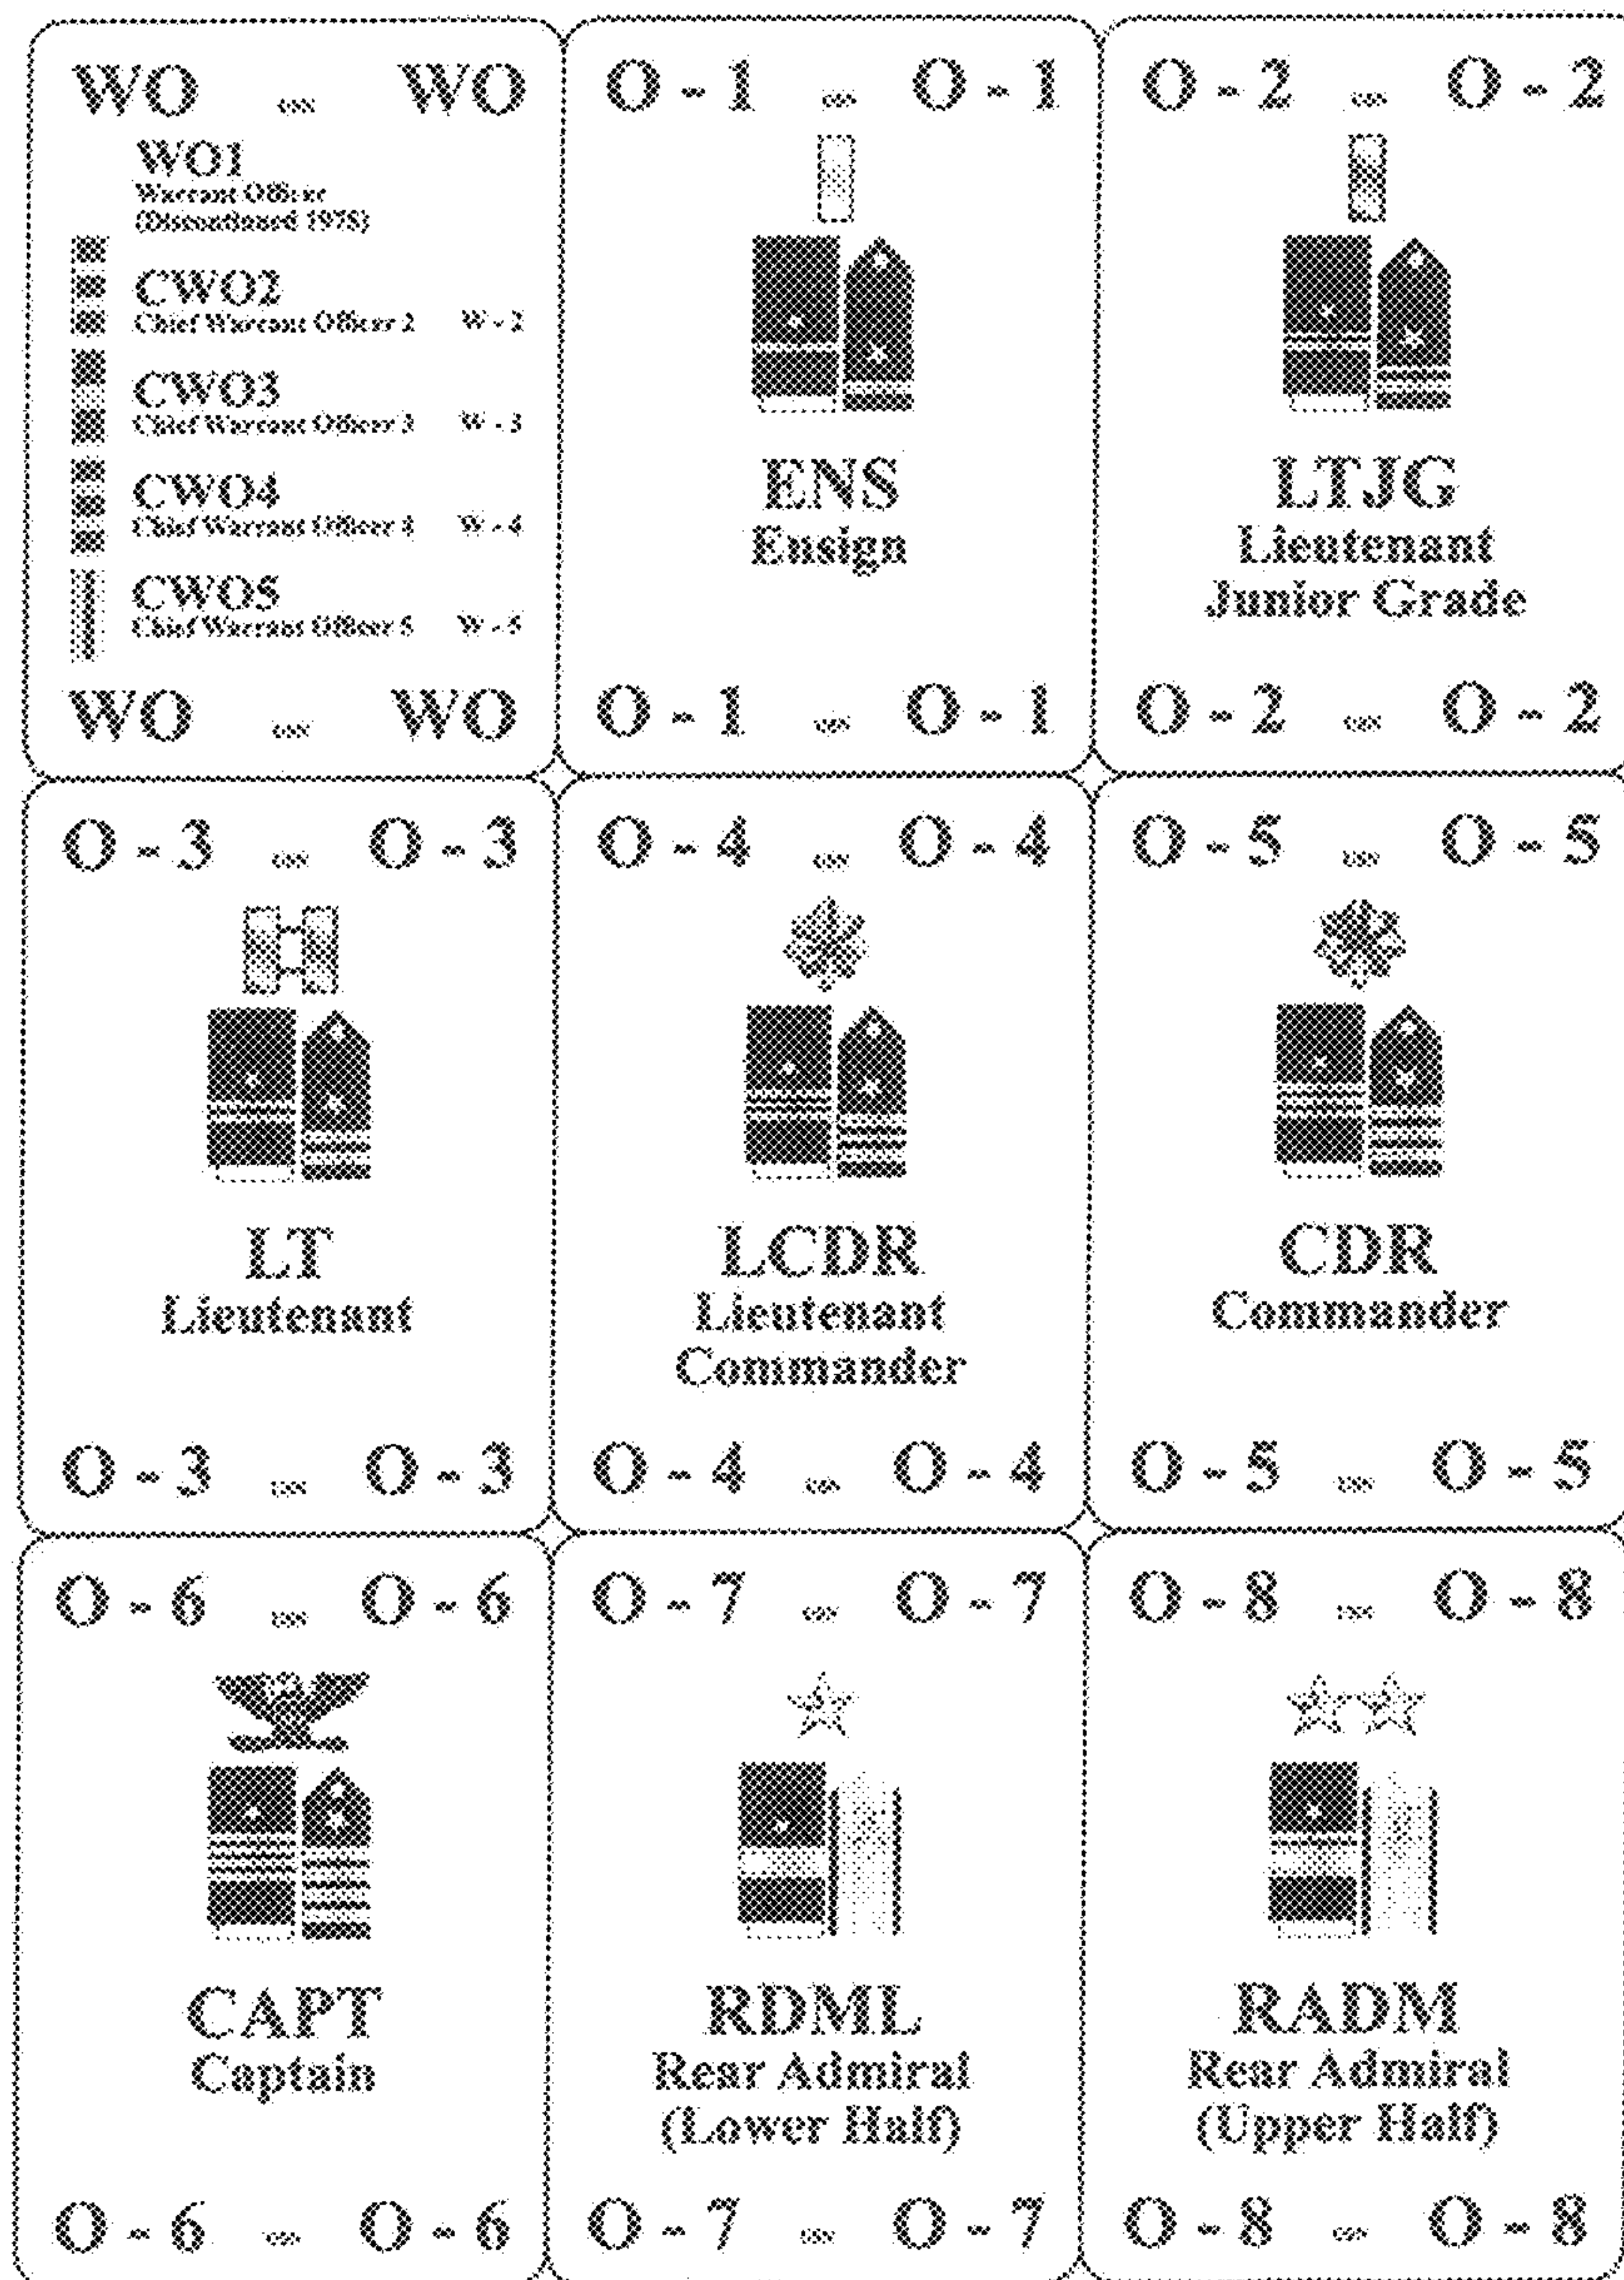 WO WO
WO1
Warrant Officer
(Discontinued 1975)
CWO2
Chief Warrant Officer 2 W - 2
CWO3
Chief Warrant Officer 3 W - 3
CWO4
Chief Warrant Officer 4 W - 4
CWO5
Chief Warrant Officer 5 W - 5
WO WO
O - 1 O - 1
ENS
Ensign
O - 1 O - 1
O - 2 O - 2
LTJG
Lieutenant
Junior Grade
O - 2 O - 2
O - 3 O - 3
LT
Lieutenant
O - 3 O - 3
O - 4 O - 4
LCDR
Lieutenant
Commander
O - 4 O - 4
O - 5 O - 5
CDR
Commander
O - 5 O - 5
O - 6 O - 6
CAPT
Captain
O - 6 O - 6
O - 7 O - 7
RDML
Rear Admiral
(Lower Half)
O - 7 O - 7
O - 8 O - 8
RADM
Rear Admiral
(Upper Half)
O - 8 O - 8